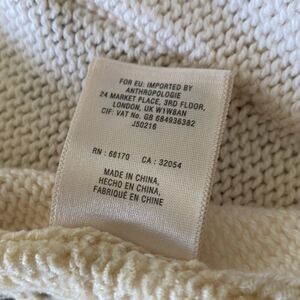 FOR EU: IMPORTED BY
ANTHROPOLOGIE
24 MARKET PLACE, 3RD FLOOR,
LONDON, UK W1W8AN
CIF: VAT No. GB 684936382
J50216
RN : 66170 CA : 32054
MADE IN CHINA,
HECHO EN CHINA,
FABRIQUÉ EN CHINE